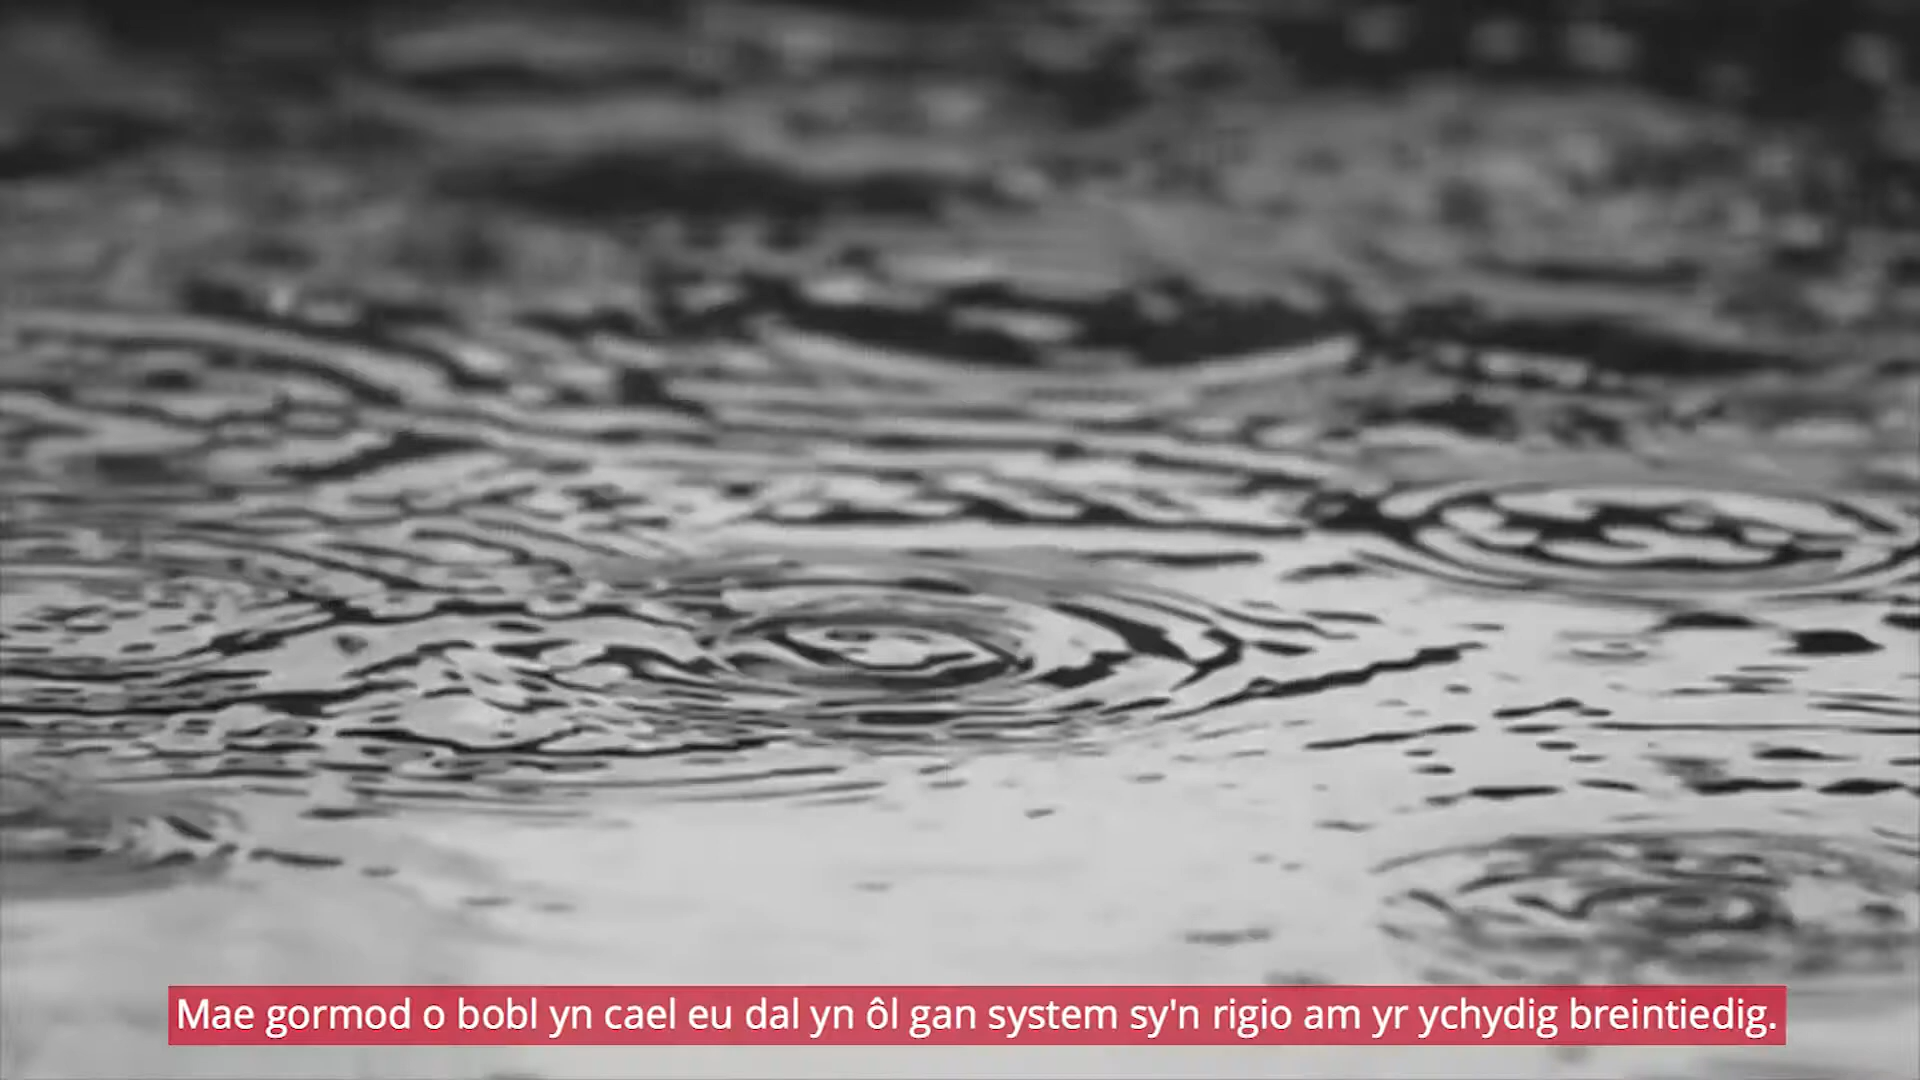 Mae gormod o bobl yn cael eu dal yn ôl gan system sy'n rigio am yr ychydig breintiedig.